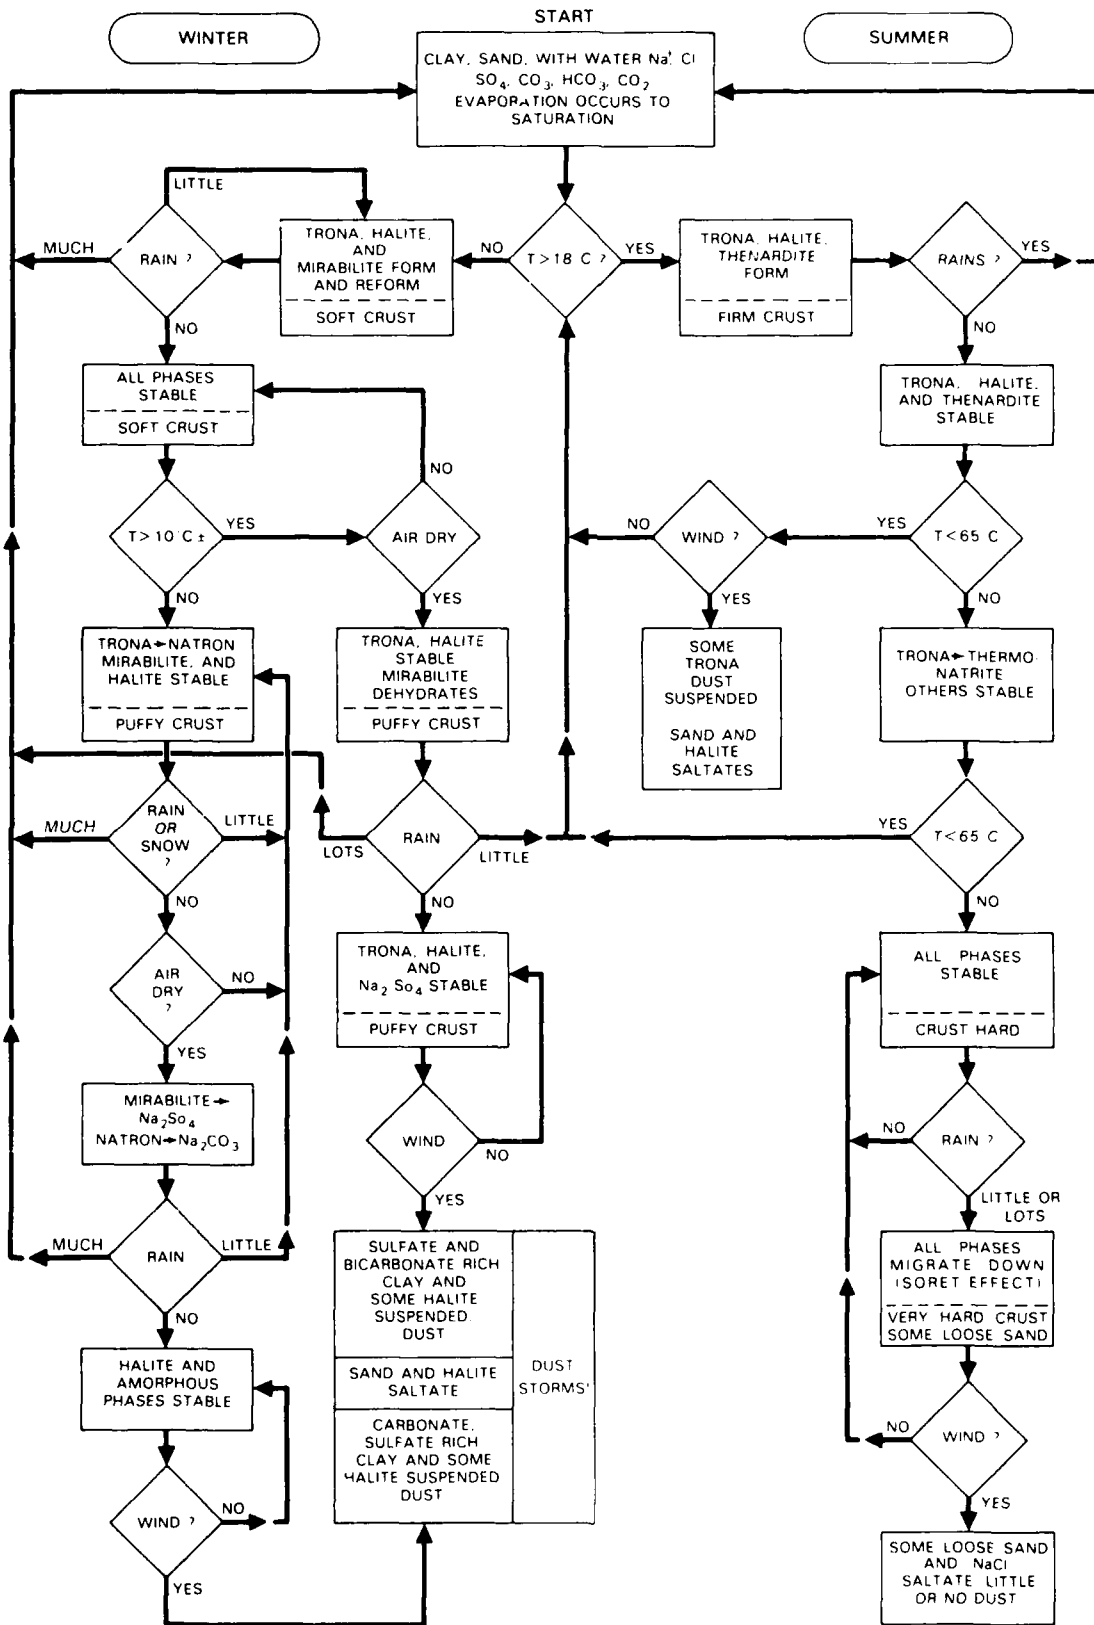 WINTER
START
SUMMER
CLAY, SAND, WITH WATER Na⁺, Cl
SO₄, CO₃, HCO₃, CO₂
EVAPORATION OCCURS TO
SATURATION
LITTLE
MUCH
RAIN ?
NO
TRONA, HALITE,
AND
MIRABILITE FORM
AND REFORM
SOFT CRUST
NO
T>18 C ?
YES
TRONA, HALITE,
THENARDITE
FORM
FIRM CRUST
RAINS ?
YES
NO
ALL PHASES
STABLE
SOFT CRUST
TRONA, HALITE,
AND THENARDITE
STABLE
NO
T>10°C ±
YES
NO
AIR DRY
YES
NO
WIND ?
YES
YES
T<65 C
NO
TRONA→NATRON
MIRABILITE, AND
HALITE STABLE
PUFFY CRUST
TRONA, HALITE
STABLE
MIRABILITE
DEHYDRATES
PUFFY CRUST
SOME
TRONA
DUST
SUSPENDED
SAND AND
HALITE
SALTATES
TRONA→THERMO-
NATRITE
OTHERS STABLE
MUCH
RAIN
OR
SNOW
?
LITTLE
NO
LOTS
RAIN
LITTLE
NO
YES
T<65 C
NO
AIR
DRY
?
NO
YES
TRONA, HALITE,
AND
Na₂ So₄ STABLE
PUFFY CRUST
ALL PHASES
STABLE
CRUST HARD
MIRABILITE→
Na₂So₄
NATRON→Na₂CO₃
WIND
NO
YES
NO
RAIN ?
LITTLE OR
LOTS
MUCH
RAIN
LITTLE
NO
SULFATE AND
BICARBONATE RICH
CLAY AND
SOME HALITE
SUSPENDED
DUST
SAND AND HALITE
SALTATE
CARBONATE,
SULFATE RICH
CLAY AND SOME
HALITE SUSPENDED
DUST
DUST
STORMS'
ALL PHASES
MIGRATE DOWN
(SORET EFFECT)
VERY HARD CRUST
SOME LOOSE SAND
HALITE AND
AMORPHOUS
PHASES STABLE
WIND ?
NO
YES
NO
WIND ?
YES
SOME LOOSE SAND
AND NaCl
SALTATE LITTLE
OR NO DUST